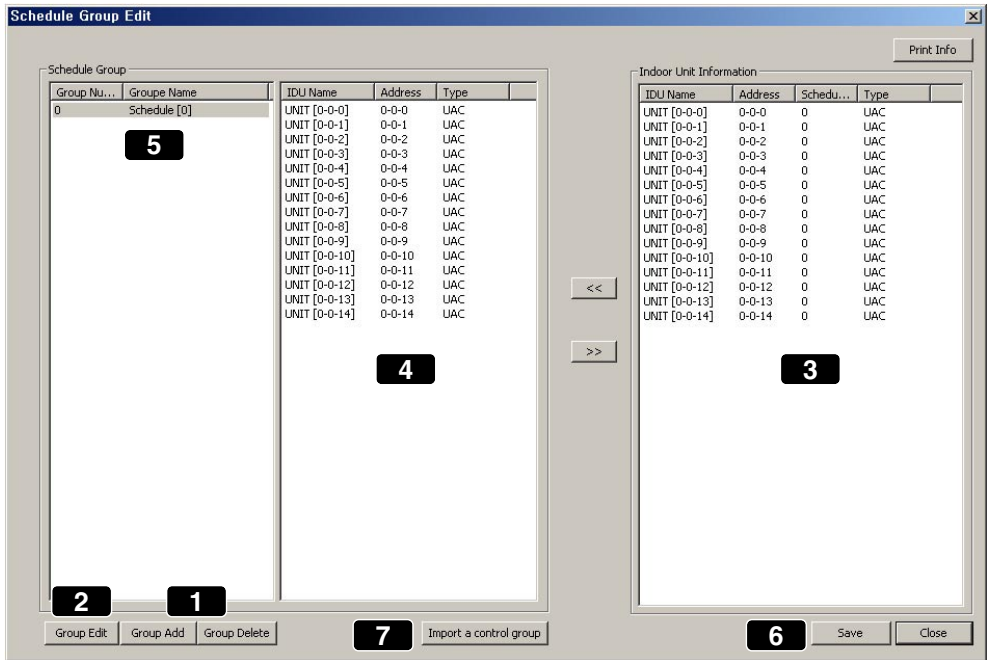 Schedule Group Edit
Print Info
Schedule Group
Group Nu... Groupe Name
0 Schedule [0]
5
IDU Name Address Type
UNIT [0-0-0] 0-0-0 UAC
UNIT [0-0-1] 0-0-1 UAC
UNIT [0-0-2] 0-0-2 UAC
UNIT [0-0-3] 0-0-3 UAC
UNIT [0-0-4] 0-0-4 UAC
UNIT [0-0-5] 0-0-5 UAC
UNIT [0-0-6] 0-0-6 UAC
UNIT [0-0-7] 0-0-7 UAC
UNIT [0-0-8] 0-0-8 UAC
UNIT [0-0-9] 0-0-9 UAC
UNIT [0-0-10] 0-0-10 UAC
UNIT [0-0-11] 0-0-11 UAC
UNIT [0-0-12] 0-0-12 UAC
UNIT [0-0-13] 0-0-13 UAC
UNIT [0-0-14] 0-0-14 UAC
4
<<
>>
Indoor Unit Information
IDU Name Address Schedu... Type
UNIT [0-0-0] 0-0-0 0 UAC
UNIT [0-0-1] 0-0-1 0 UAC
UNIT [0-0-2] 0-0-2 0 UAC
UNIT [0-0-3] 0-0-3 0 UAC
UNIT [0-0-4] 0-0-4 0 UAC
UNIT [0-0-5] 0-0-5 0 UAC
UNIT [0-0-6] 0-0-6 0 UAC
UNIT [0-0-7] 0-0-7 0 UAC
UNIT [0-0-8] 0-0-8 0 UAC
UNIT [0-0-9] 0-0-9 0 UAC
UNIT [0-0-10] 0-0-10 0 UAC
UNIT [0-0-11] 0-0-11 0 UAC
UNIT [0-0-12] 0-0-12 0 UAC
UNIT [0-0-13] 0-0-13 0 UAC
UNIT [0-0-14] 0-0-14 0 UAC
3
2 1
Group Edit Group Add Group Delete 7 Import a control group 6 Save Close